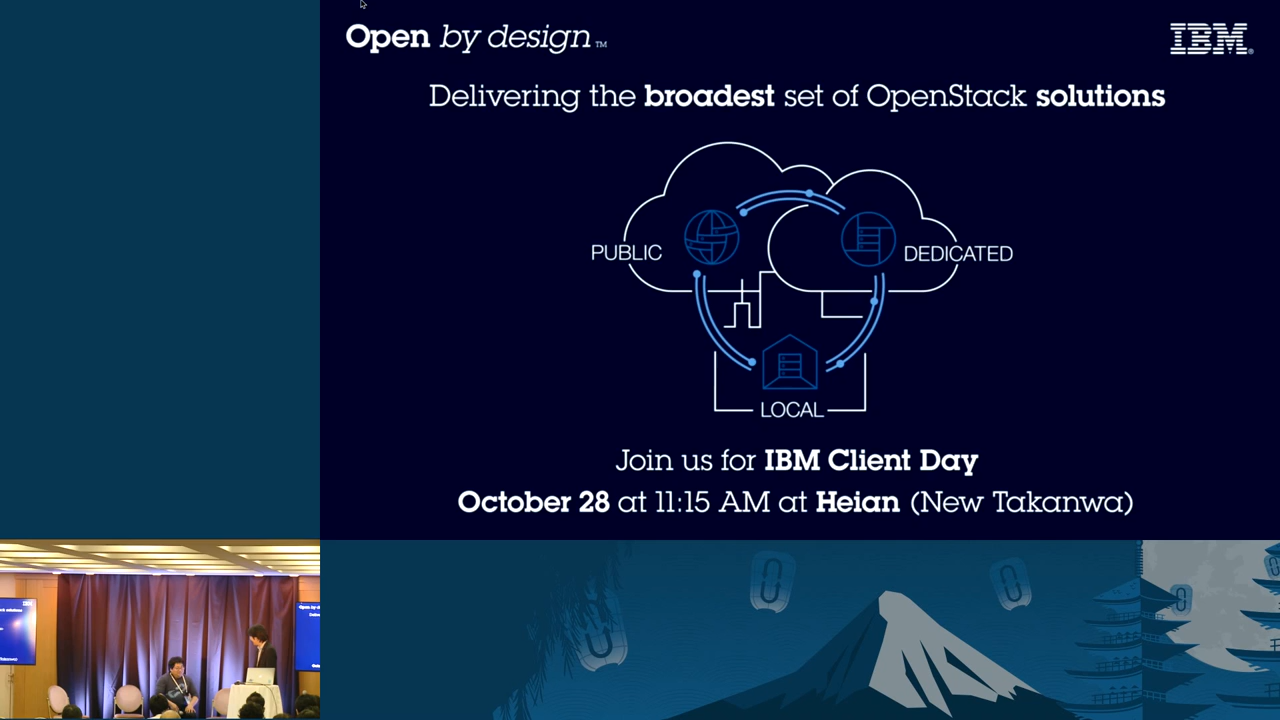 Open by design™
IBM®
Delivering the broadest set of OpenStack solutions
PUBLIC
DEDICATED
LOCAL
Join us for IBM Client Day
October 28 at 11:15 AM at Heian (New Takanwa)